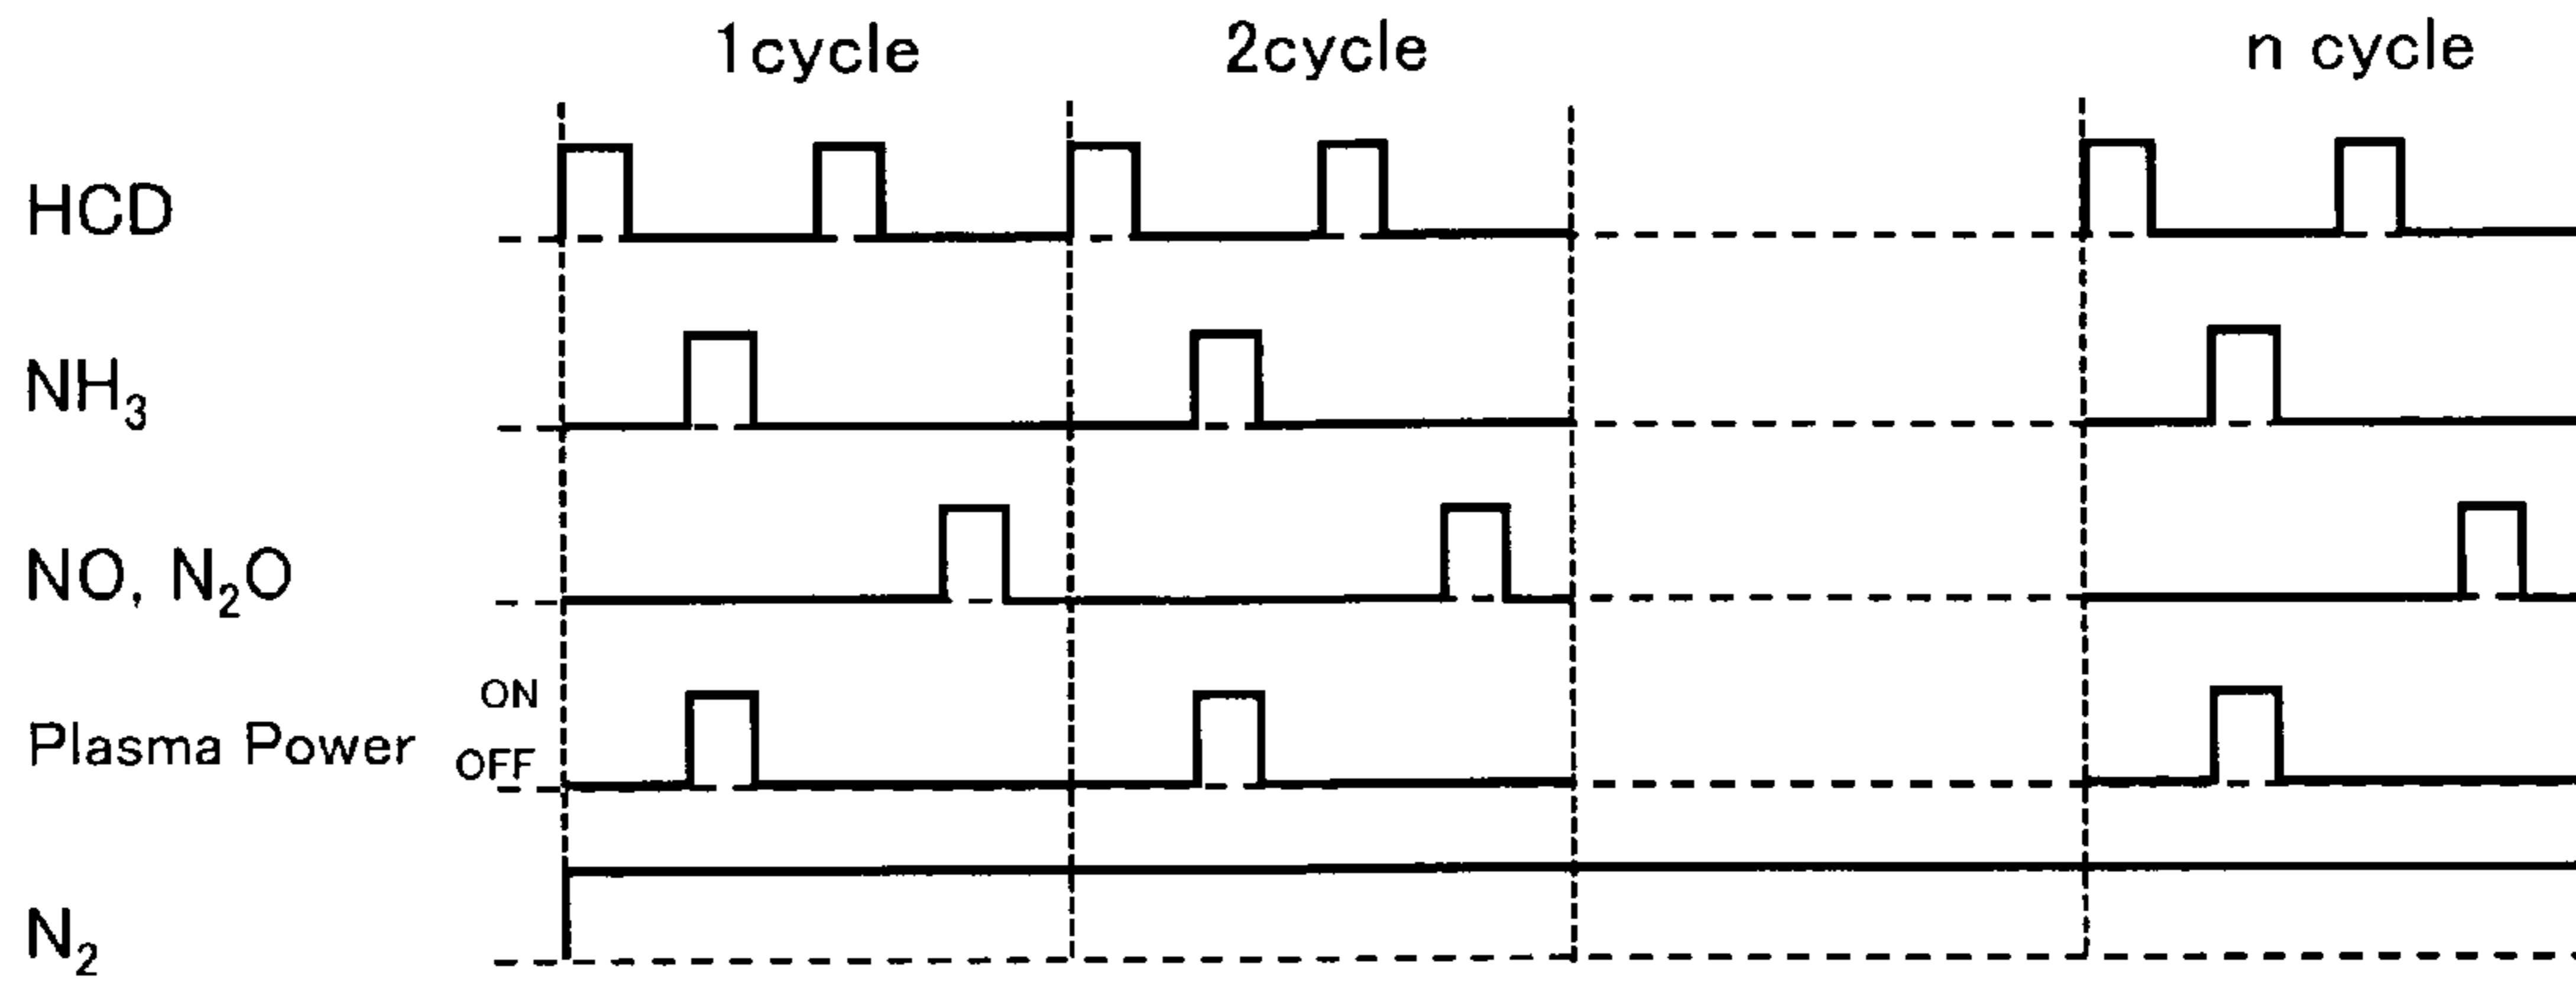 1cycle 2cycle n cycle
HCD
NH₃
NO, N₂O
ON
Plasma Power OFF
N₂